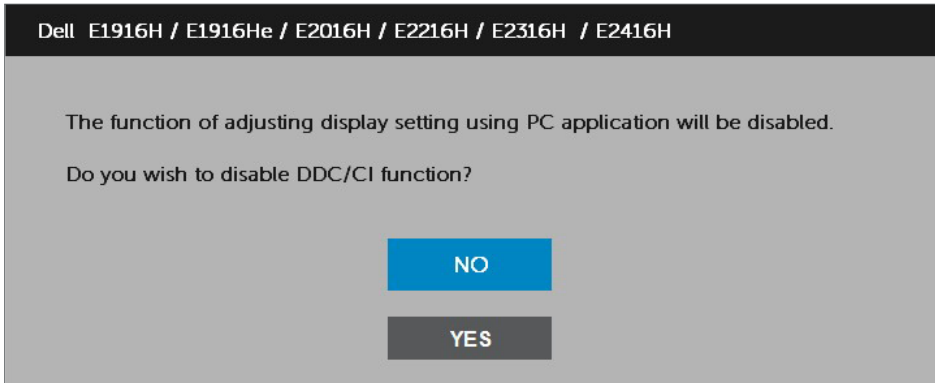 Dell E1916H / E1916He / E2016H / E2216H / E2316H / E2416H
The function of adjusting display setting using PC application will be disabled.
Do you wish to disable DDC/CI function?
NO
YES